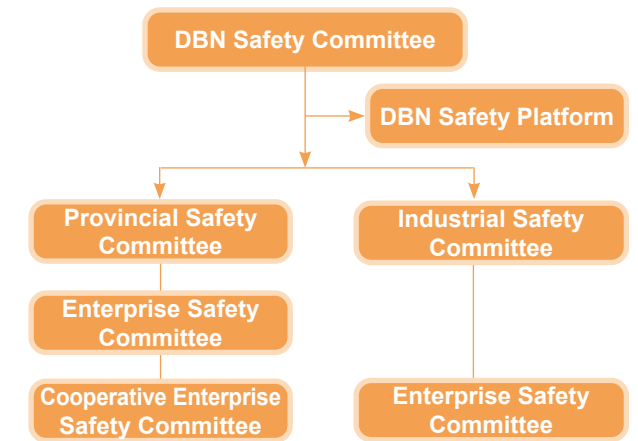 DBN Safety Committee
DBN Safety Platform
Provincial Safety
Committee
Industrial Safety
Committee
Enterprise Safety
Committee
Cooperative Enterprise
Safety Committee
Enterprise Safety
Committee